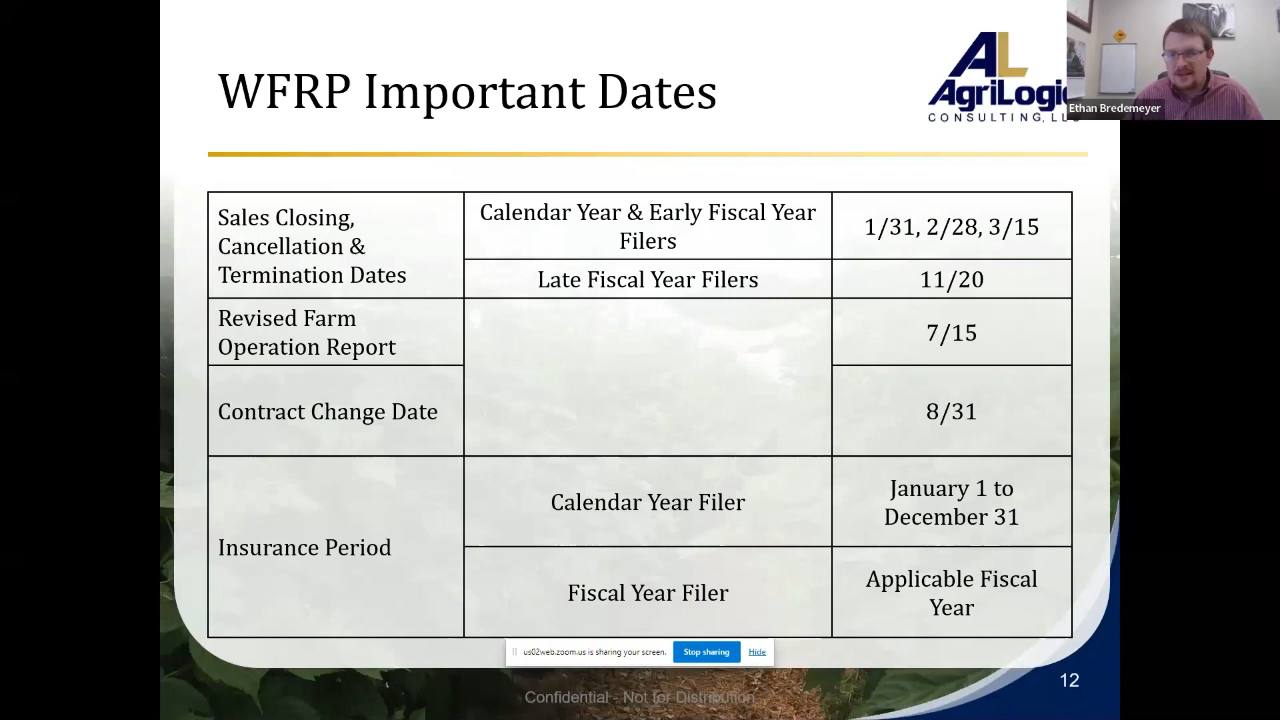 WFRP Important Dates
AL
AgriLogic
CONSULTING, LL
Ethan Bredemeyer
Sales Closing,
Cancellation &
Termination Dates
Calendar Year & Early Fiscal Year
Filers
1/31, 2/28, 3/15
Late Fiscal Year Filers
11/20
Revised Farm
Operation Report
7/15
Contract Change Date
8/31
Insurance Period
Calendar Year Filer
January 1 to
December 31
Fiscal Year Filer
Applicable Fiscal
Year
us02web.zoom.us is sharing your screen.
Stop sharing
Hide
Confidential - Not for Distribution
12